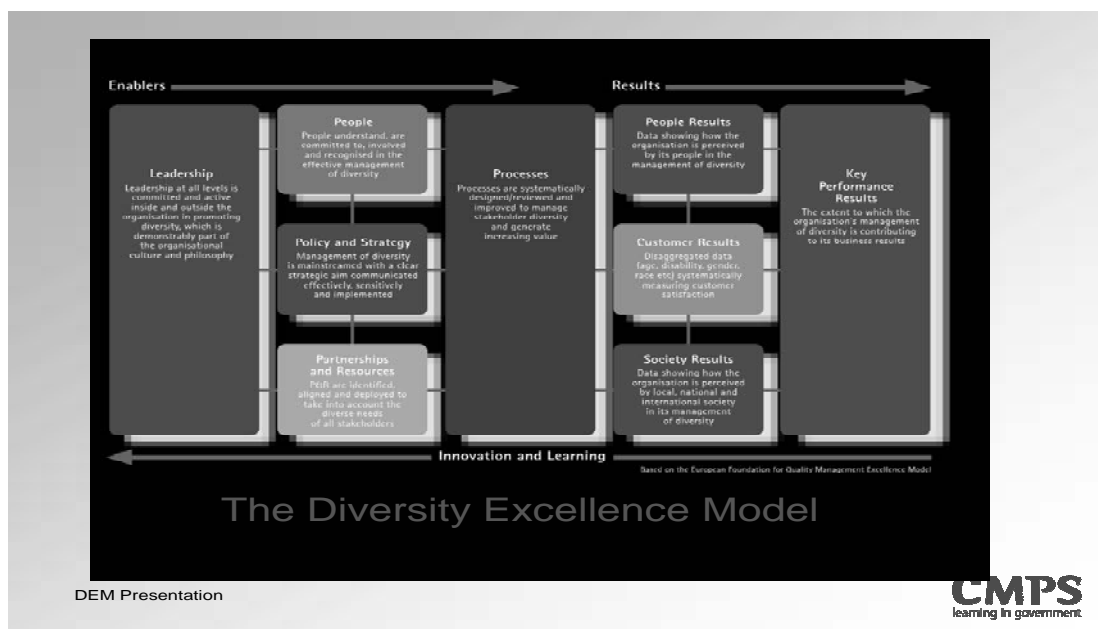 Enablers
Results
Leadership
Leadership at all levels is
committed and active
inside and outside the
organisation in promoting
diversity, which is
demonstrably part of
the organisational
culture and philosophy
People
People understand, are
committed to, involved
and recognised in the
effective management
of diversity
Policy and Strategy
Management of diversity
is mainstreamed with a clear
strategic aim communicated
effectively, sensitively
and implemented
Partnerships
and Resources
P&R are identified,
aligned and deployed to
take into account the
diverse needs
of all stakeholders
Processes
Processes are systematically
designed/reviewed and
improved to manage
stakeholder diversity
and generate
increasing value
People Results
Data showing how the
organisation is perceived
by its people in the
management of diversity
Customer Results
Disaggregated data
(age, disability, gender,
race etc) systematically
measuring customer
satisfaction
Society Results
Data showing how the
organisation is perceived
by local, national and
international society
in its management
of diversity
Key
Performance
Results
The extent to which the
organisation's management
of diversity is contributing
to its business results
Innovation and Learning
Based on the European Foundation for Quality Management Excellence Model
The Diversity Excellence Model
DEM Presentation
CMPS
learning in government